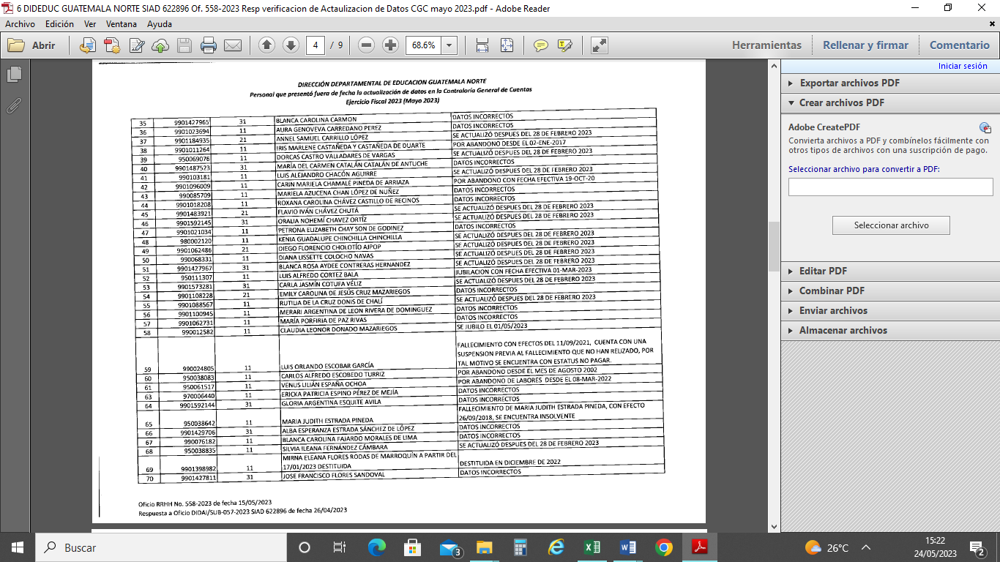 6 DIDEDUC GUATEMALA NORTE SIAD 622896 Of. 558-2023 Resp verificacion de Actaulizacion de Datos CGC mayo 2023.pdf - Adobe Reader
Archivo Edición Ver Ventana Ayuda
Abrir 4 / 9 68.6% Herramientas Rellenar y firmar Comentario
Iniciar sesión
Exportar archivos PDF
Crear archivos PDF
Adobe CreatePDF
Convierta archivos a PDF y combínelos fácilmente con
otros tipos de archivos con una suscripción de pago.
Seleccionar archivo para convertir a PDF:
Seleccionar archivo
Editar PDF
Combinar PDF
Enviar archivos
Almacenar archivos
DIRECCIÓN DEPARTAMENTAL DE EDUCACION GUATEMALA NORTE
Personal que presentó fuera de fecha la actualización de datos en la Contraloría General de Cuentas
Ejercicio Fiscal 2023 (Mayo 2023)
35 9901427965 31 BLANCA CAROLINA CARMON DATOS INCORRECTOS
36 9901023694 11 AURA GENOVEVA CARREDANO PEREZ DATOS INCORRECTOS
37 9901184935 21 ANNEL SAMUEL CARRILLO LÓPEZ SE ACTUALIZÓ DESPUES DEL 28 DE FEBRERO 2023
38 9901011264 11 IRIS MARLENE CASTAÑEDA Y CASTAÑEDA DE DUARTE POR ABANDONO DESDE EL 02-ENE-2017
39 950069076 11 DORCAS CASTRO VALLADARES DE VARGAS SE ACTUALIZÓ DESPUES DEL 28 DE FEBRERO 2023
40 9901487523 31 MARÍA DEL CARMEN CATALÁN CATALÁN DE ANTUCHE DATOS INCORRECTOS
41 990103181 11 LUIS ALEJANDRO CHACÓN AGUIRRE SE ACTUALIZÓ DESPUES DEL 28 DE FEBRERO 2023
42 9901096009 11 CARIN MARIELA CHAMALÉ PINEDA DE ARRIAZA POR ABANDONO CON FECHA EFECTIVA 19-OCT-20
43 990085709 11 MARIELA AZUCENA CHAN LÓPEZ DE NUÑEZ DATOS INCORRECTOS
44 9901018208 11 ROXANA CAROLINA CHÁVEZ CASTILLO DE RECINOS DATOS INCORRECTOS
45 9901483921 21 FLAVIO IVÁN CHÁVEZ CHUTÁ SE ACTUALIZÓ DESPUES DEL 28 DE FEBRERO 2023
46 9901592145 31 ORALIA NOHEMÍ CHAVEZ ORTÍZ SE ACTUALIZÓ DESPUES DEL 28 DE FEBRERO 2023
47 9901021034 11 PETRONA ELIZABETH CHAY SON DE GODINEZ DATOS INCORRECTOS
48 980002120 11 KENIA GUADALUPE CHINCHILLA CHINCHILLA SE ACTUALIZÓ DESPUES DEL 28 DE FEBRERO 2023
49 9901062486 21 DIEGO FLORENCIO CHOLOTÍO AJPOP SE ACTUALIZÓ DESPUES DEL 28 DE FEBRERO 2023
50 990068331 11 DIANA LISSETTE COLOCHO NAVAS SE ACTUALIZÓ DESPUES DEL 28 DE FEBRERO 2023
51 9901427967 31 BLANCA ROSA AYDEE CONTRERAS HERNANDEZ SE ACTUALIZÓ DESPUES DEL 28 DE FEBRERO 2023
52 950111307 11 LUIS ALFREDO CORTEZ BALA JUBILACION CON FECHA EFECTIVA 01-MAR-2023
53 9901573281 31 CARLA JASMÍN COTUFA VÉLIZ SE ACTUALIZÓ DESPUES DEL 28 DE FEBRERO 2023
54 9901108228 21 EMILY CAROLINA DE JESÚS CRUZ MAZARIEGOS DATOS INCORRECTOS
55 9901088567 11 RUTILIA DE LA CRUZ DONIS DE CHALÍ SE ACTUALIZÓ DESPUES DEL 28 DE FEBRERO 2023
56 9901100945 11 MERARI ARGENTINA DE LEON RIVERA DE DOMINGUEZ DATOS INCORRECTOS
57 9901062731 11 MARÍA PORFIRIA DE PAZ RIVAS DATOS INCORRECTOS
58 990012582 11 CLAUDIA LEONOR DONADO MAZARIEGOS SE JUBILO EL 01/05/2023
FALLECIMIENTO CON EFECTOS DEL 11/09/2021, CUENTA CON UNA
SUSPENSION PREVIA AL FALLECIMIENTO QUE NO HAN RELIZADO, POR
59 990024805 11 LUIS ORLANDO ESCOBAR GARCÍA TAL MOTIVO SE ENCUENTRA CON ESTATUS NO PAGAR.
60 950038083 11 CARLOS ALFREDO ESCOBEDO TURRIZ POR ABANDONO DESDE EL MES DE AGOSTO 2002
61 950061517 11 VENUS LILIÁN ESPAÑA OCHOA POR ABANDONO DE LABORES DESDE EL 08-MAR-2022
63 970006440 11 ERICKA PATRICIA ESPINO PÉREZ DE MEJÍA DATOS INCORRECTOS
64 9901592144 31 GLORIA ARGENTINA ESQUITE AVILA DATOS INCORRECTOS
FALLECIMIENTO DE MARIA JUDITH ESTRADA PINEDA, CON EFECTO
65 950038642 11 MARIA JUDITH ESTRADA PINEDA 26/09/2018, SE ENCUENTRA INSOLVENTE
66 9901429706 31 ALBA ESPERANZA ESTRADA SÁNCHEZ DE LÓPEZ DATOS INCORRECTOS
67 990076182 11 BLANCA CAROLINA FAJARDO MORALES DE LIMA DATOS INCORRECTOS
68 950038835 11 SILVIA ILEANA FERNÁNDEZ CÁMBARA SE ACTUALIZÓ DESPUES DEL 28 DE FEBRERO 2023
MIRNA ELEANA FLORES RODAS DE MARROQUÍN A PARTIR DEL
69 9901398982 11 17/01/2023 DESTITUIDA DESTITUIDA EN DICIEMBRE DE 2022
70 9901427811 31 JOSE FRANCISCO FLORES SANDOVAL DATOS INCORRECTOS
Oficio RRHH No. 558-2023 de fecha 15/05/2023
Respuesta a Oficio DIDAI/SUB-057-2023 SIAD 622896 de fecha 26/04/2023
Buscar 3 26°C 15:22
24/05/2023 2